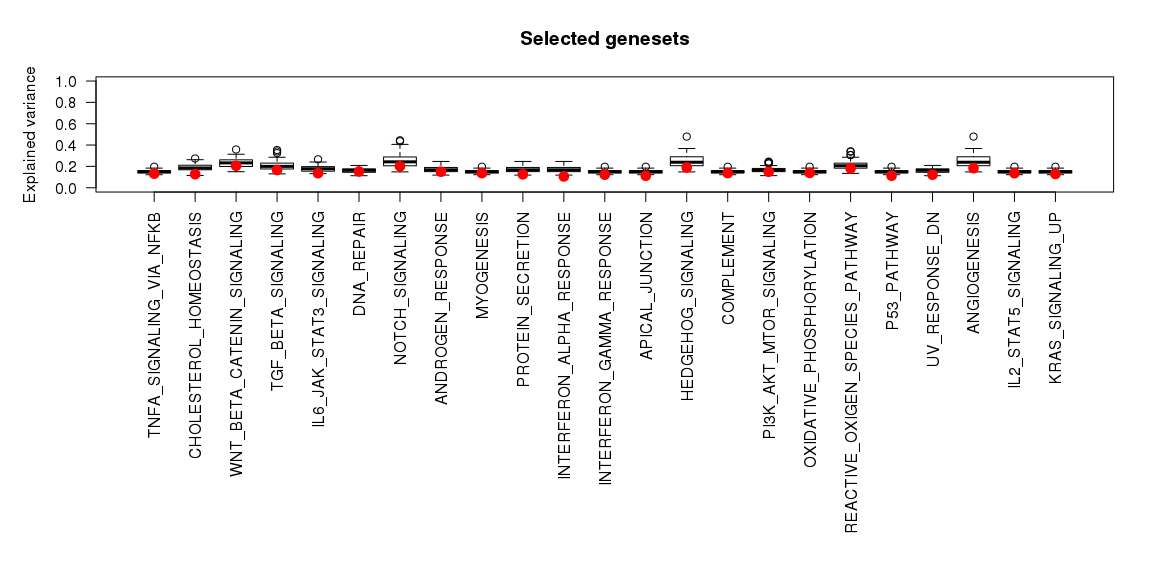 Selected genesets
Explained variance
1.0
0.8
0.6
0.4
0.2
0.0
TNFA_SIGNALING_VIA_NFKB
CHOLESTEROL_HOMEOSTASIS
WNT_BETA_CATENIN_SIGNALING
TGF_BETA_SIGNALING
IL6_JAK_STAT3_SIGNALING
DNA_REPAIR
NOTCH_SIGNALING
ANDROGEN_RESPONSE
MYOGENESIS
PROTEIN_SECRETION
INTERFERON_ALPHA_RESPONSE
INTERFERON_GAMMA_RESPONSE
APICAL_JUNCTION
HEDGEHOG_SIGNALING
COMPLEMENT
PI3K_AKT_MTOR_SIGNALING
OXIDATIVE_PHOSPHORYLATION
REACTIVE_OXIGEN_SPECIES_PATHWAY
P53_PATHWAY
UV_RESPONSE_DN
ANGIOGENESIS
IL2_STAT5_SIGNALING
KRAS_SIGNALING_UP